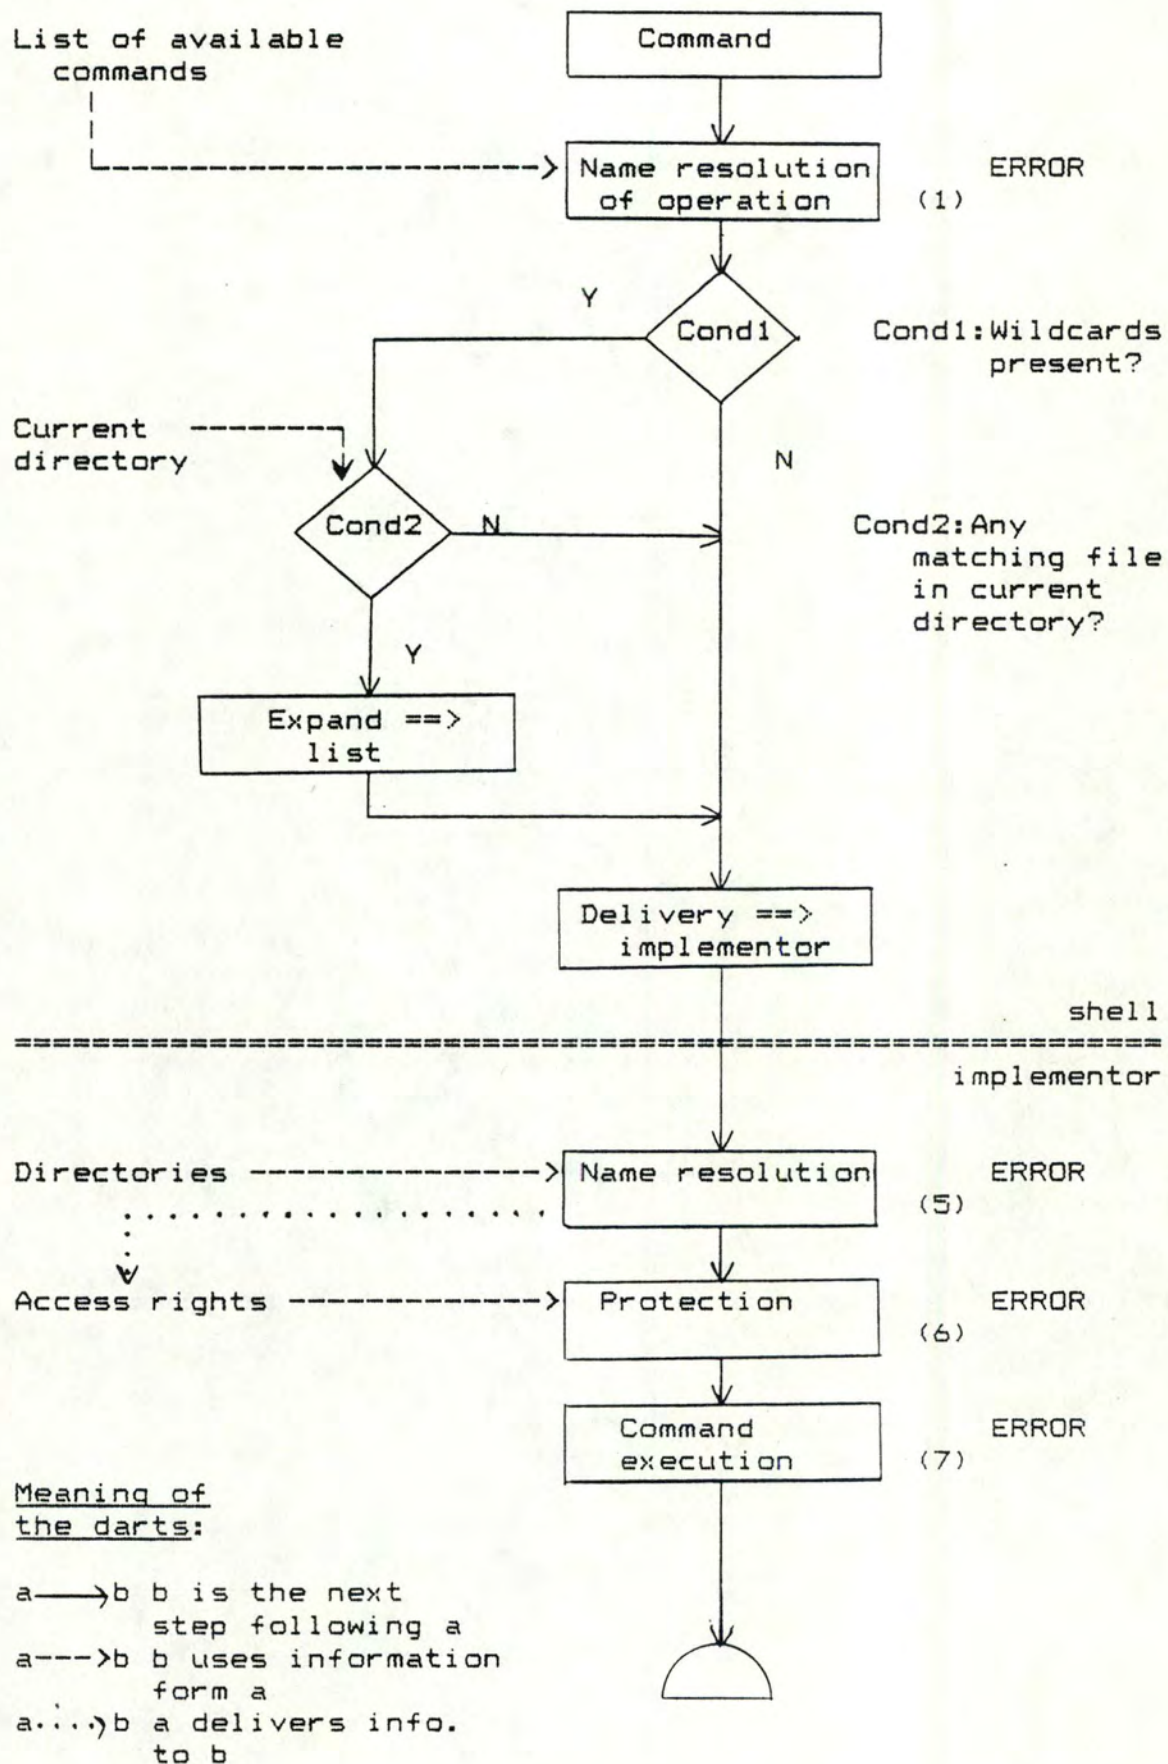 List of available
commands
Command
Name resolution
of operation
ERROR
(1)
Y
Cond1
Cond1:Wildcards
present?
Current
directory
N
Cond2
N
Cond2:Any
matching file
in current
directory?
Y
Expand ==>
list
Delivery ==>
implementor
shell
implementor
Directories
Name resolution
ERROR
(5)
Access rights
Protection
ERROR
(6)
Command
execution
ERROR
(7)
Meaning of
the darts:
a--->b b is the next
step following a
a--->b b uses information
form a
a....>b a delivers info.
to b